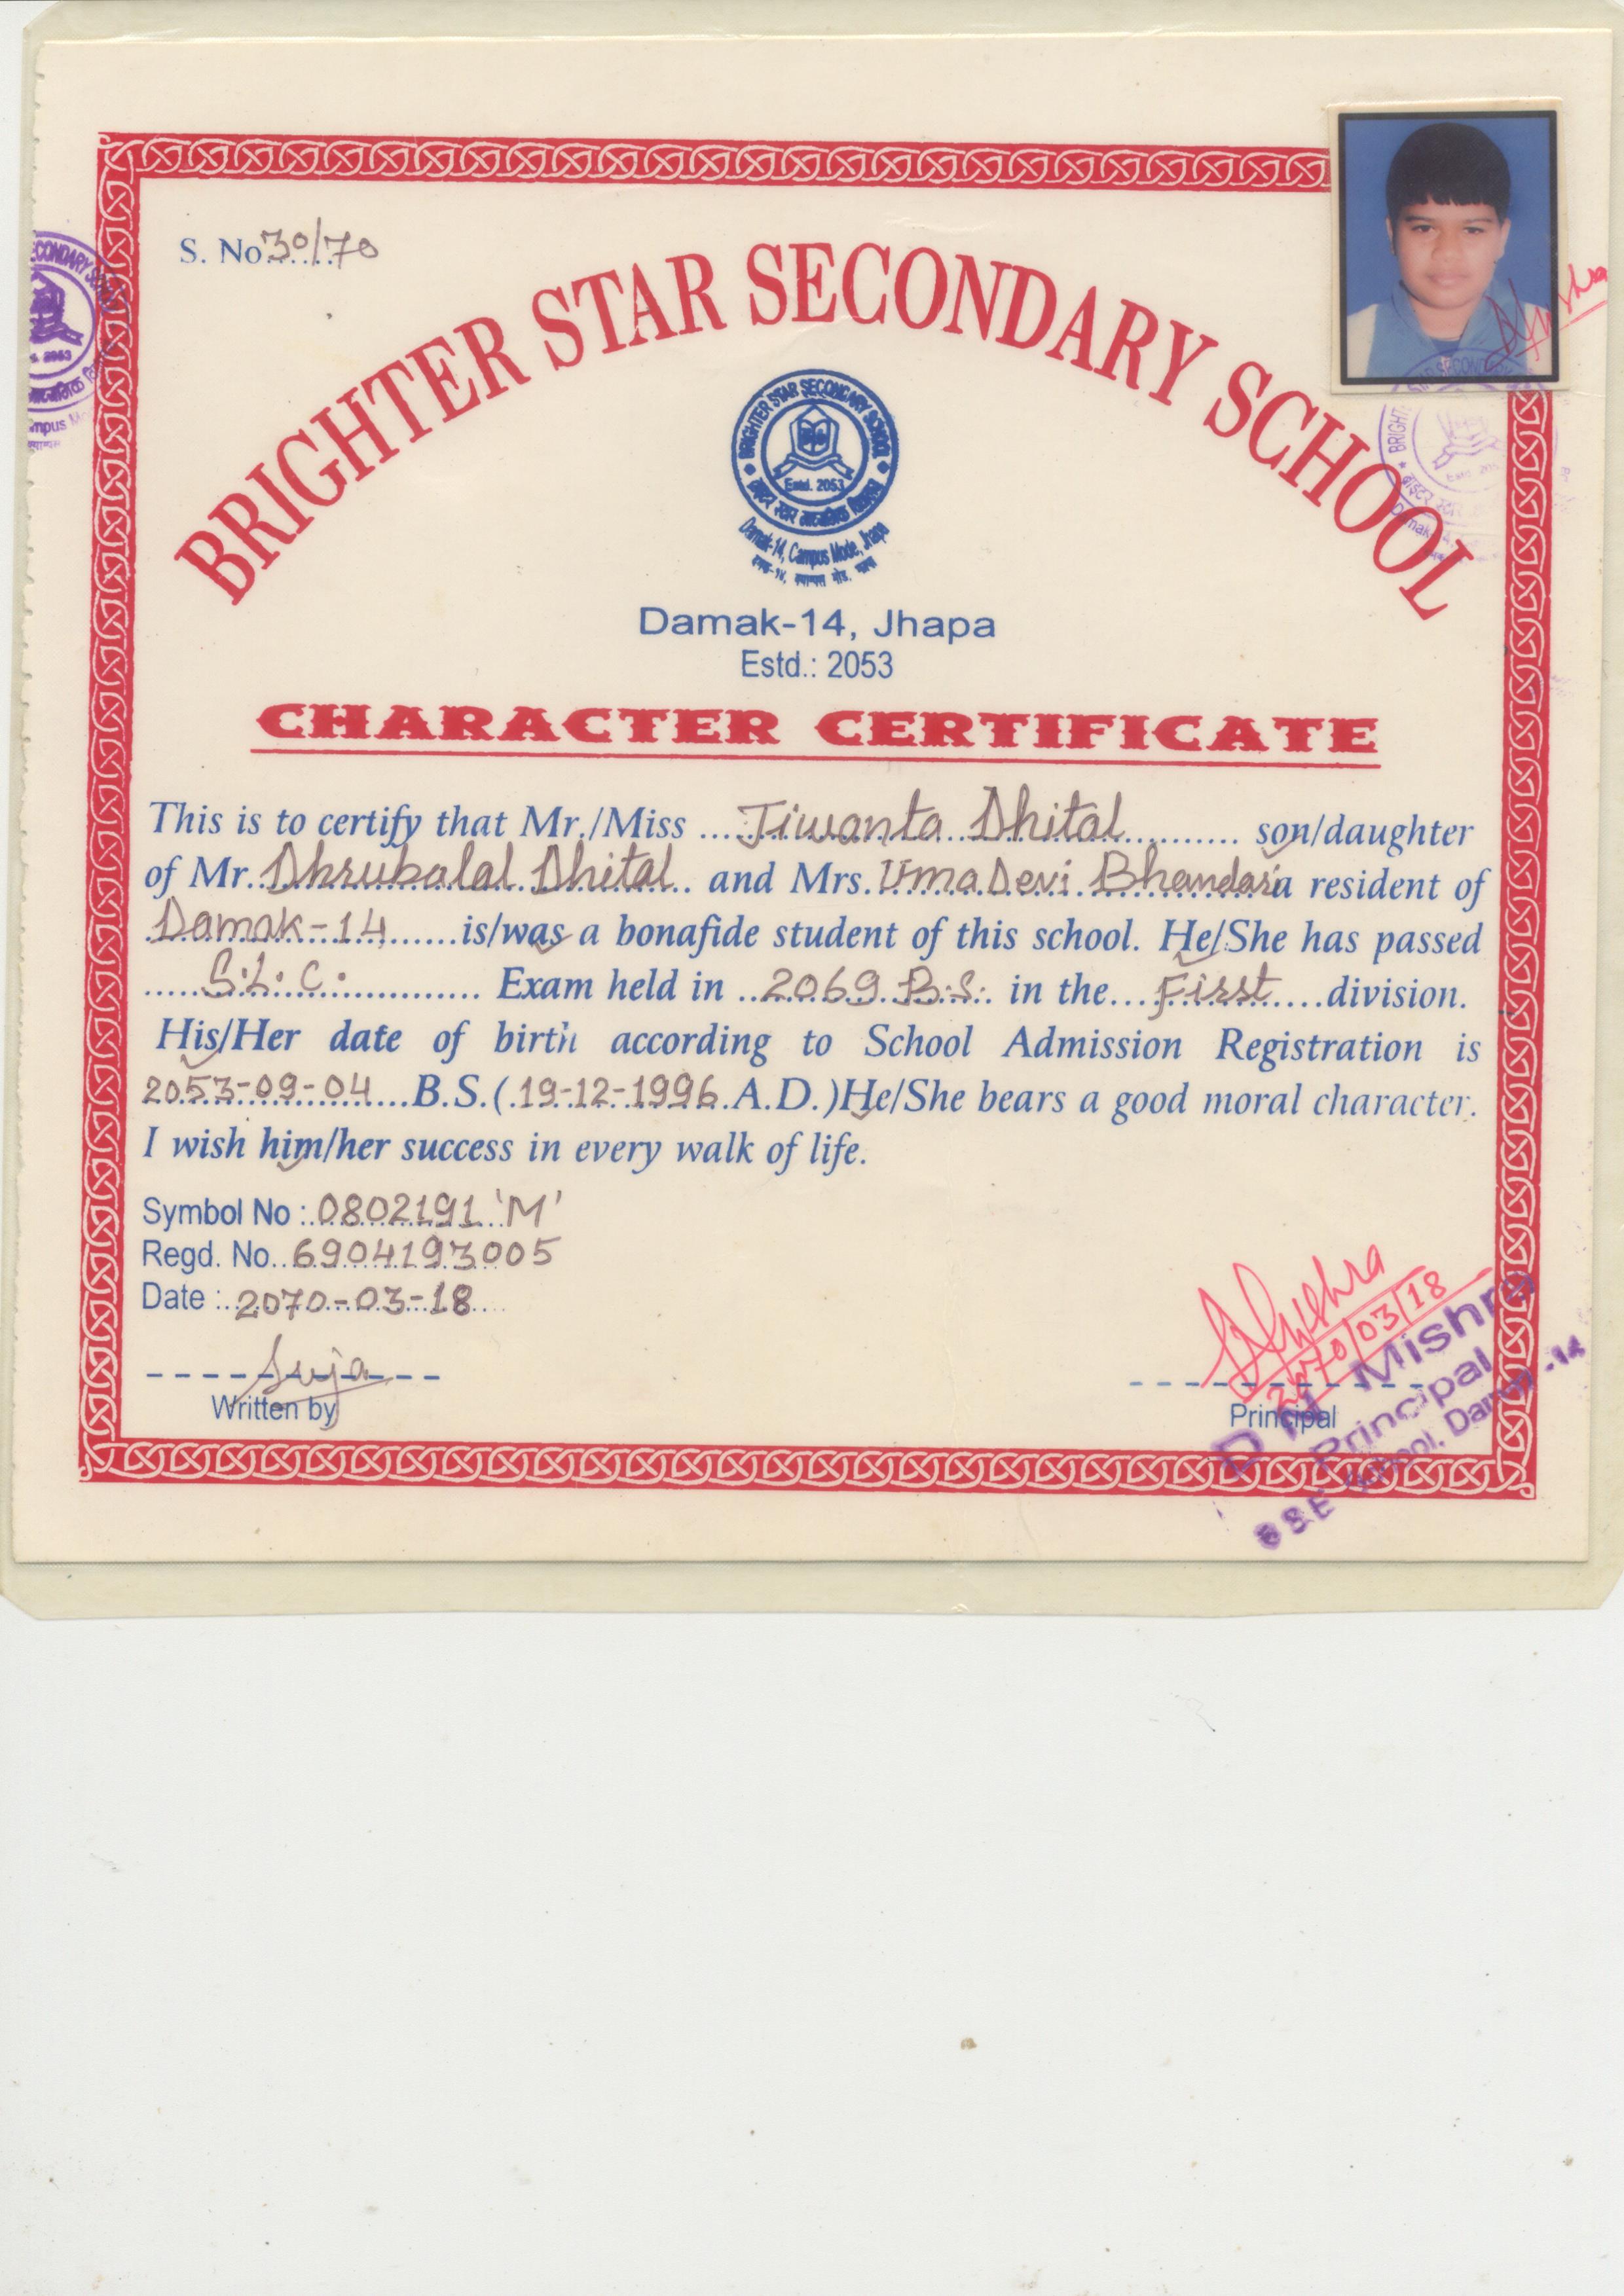 S. No. 30/70
BRIGHTER STAR SECONDARY SCHOOL
BRIGHTER STAR SECONDARY SCHOOL
Estd. 2053
Damak-14, Campus Mode, Jhapa
Damak-14, Jhapa
Estd.: 2053
CHARACTER CERTIFICATE
This is to certify that Mr./Miss ....Jiwanta Dhital.... son/daughter
of Mr. Dhrubalal Dhital.. and Mrs. Uma Devi Bhandari a resident of
Damak-14......is/was a bonafide student of this school. He/She has passed
.....S.L.C........ Exam held in ..2069 B.S. in the....First....division.
His/Her date of birth according to School Admission Registration is
2053-09-04...B.S.(.19-12-1996.A.D.)He/She bears a good moral character.
I wish him/her success in every walk of life.
Symbol No :.0802191 'M'
Regd. No..6904193005
Date :..2070-03-18
Written by
2070/03/18
Principal
D N Mishra
Principal
School, Damak-14